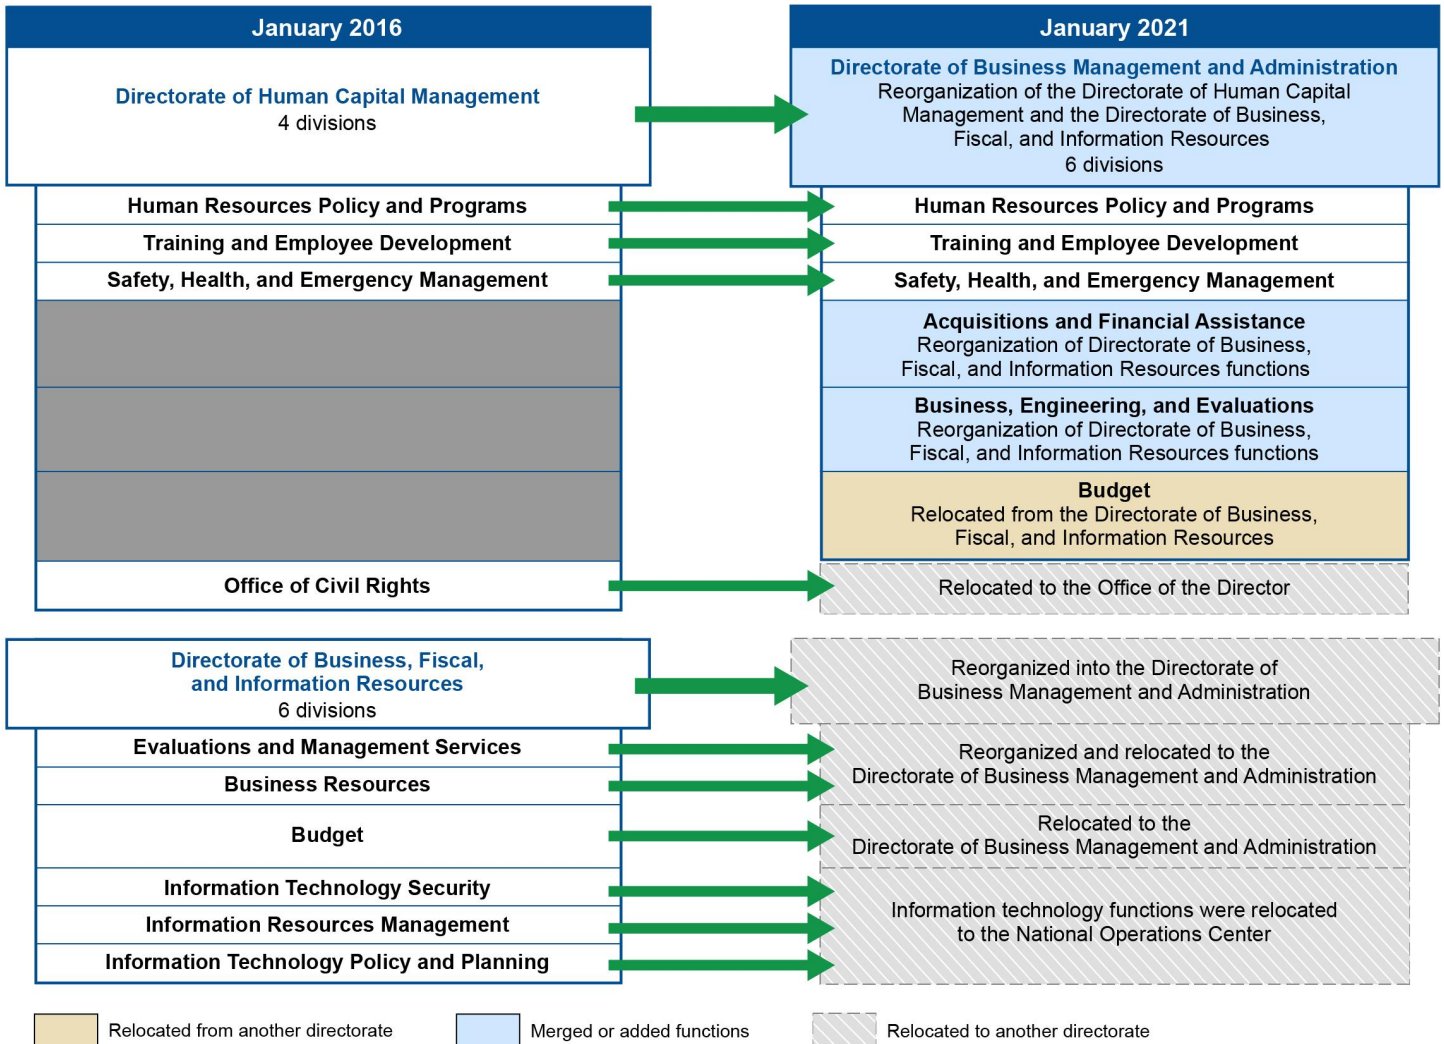 January 2016
Directorate of Human Capital Management
4 divisions
Human Resources Policy and Programs
Training and Employee Development
Safety, Health, and Emergency Management
Office of Civil Rights
January 2021
Directorate of Business Management and Administration
Reorganization of the Directorate of Human Capital
Management and the Directorate of Business,
Fiscal, and Information Resources
6 divisions
Human Resources Policy and Programs
Training and Employee Development
Safety, Health, and Emergency Management
Acquisitions and Financial Assistance
Reorganization of Directorate of Business,
Fiscal, and Information Resources functions
Business, Engineering, and Evaluations
Reorganization of Directorate of Business,
Fiscal, and Information Resources functions
Budget
Relocated from the Directorate of Business,
Fiscal, and Information Resources
Relocated to the Office of the Director
Directorate of Business, Fiscal,
and Information Resources
6 divisions
Evaluations and Management Services
Business Resources
Budget
Information Technology Security
Information Resources Management
Information Technology Policy and Planning
Reorganized into the Directorate of
Business Management and Administration
Reorganized and relocated to the
Directorate of Business Management and Administration
Relocated to the
Directorate of Business Management and Administration
Information technology functions were relocated
to the National Operations Center
Relocated from another directorate
Merged or added functions
Relocated to another directorate